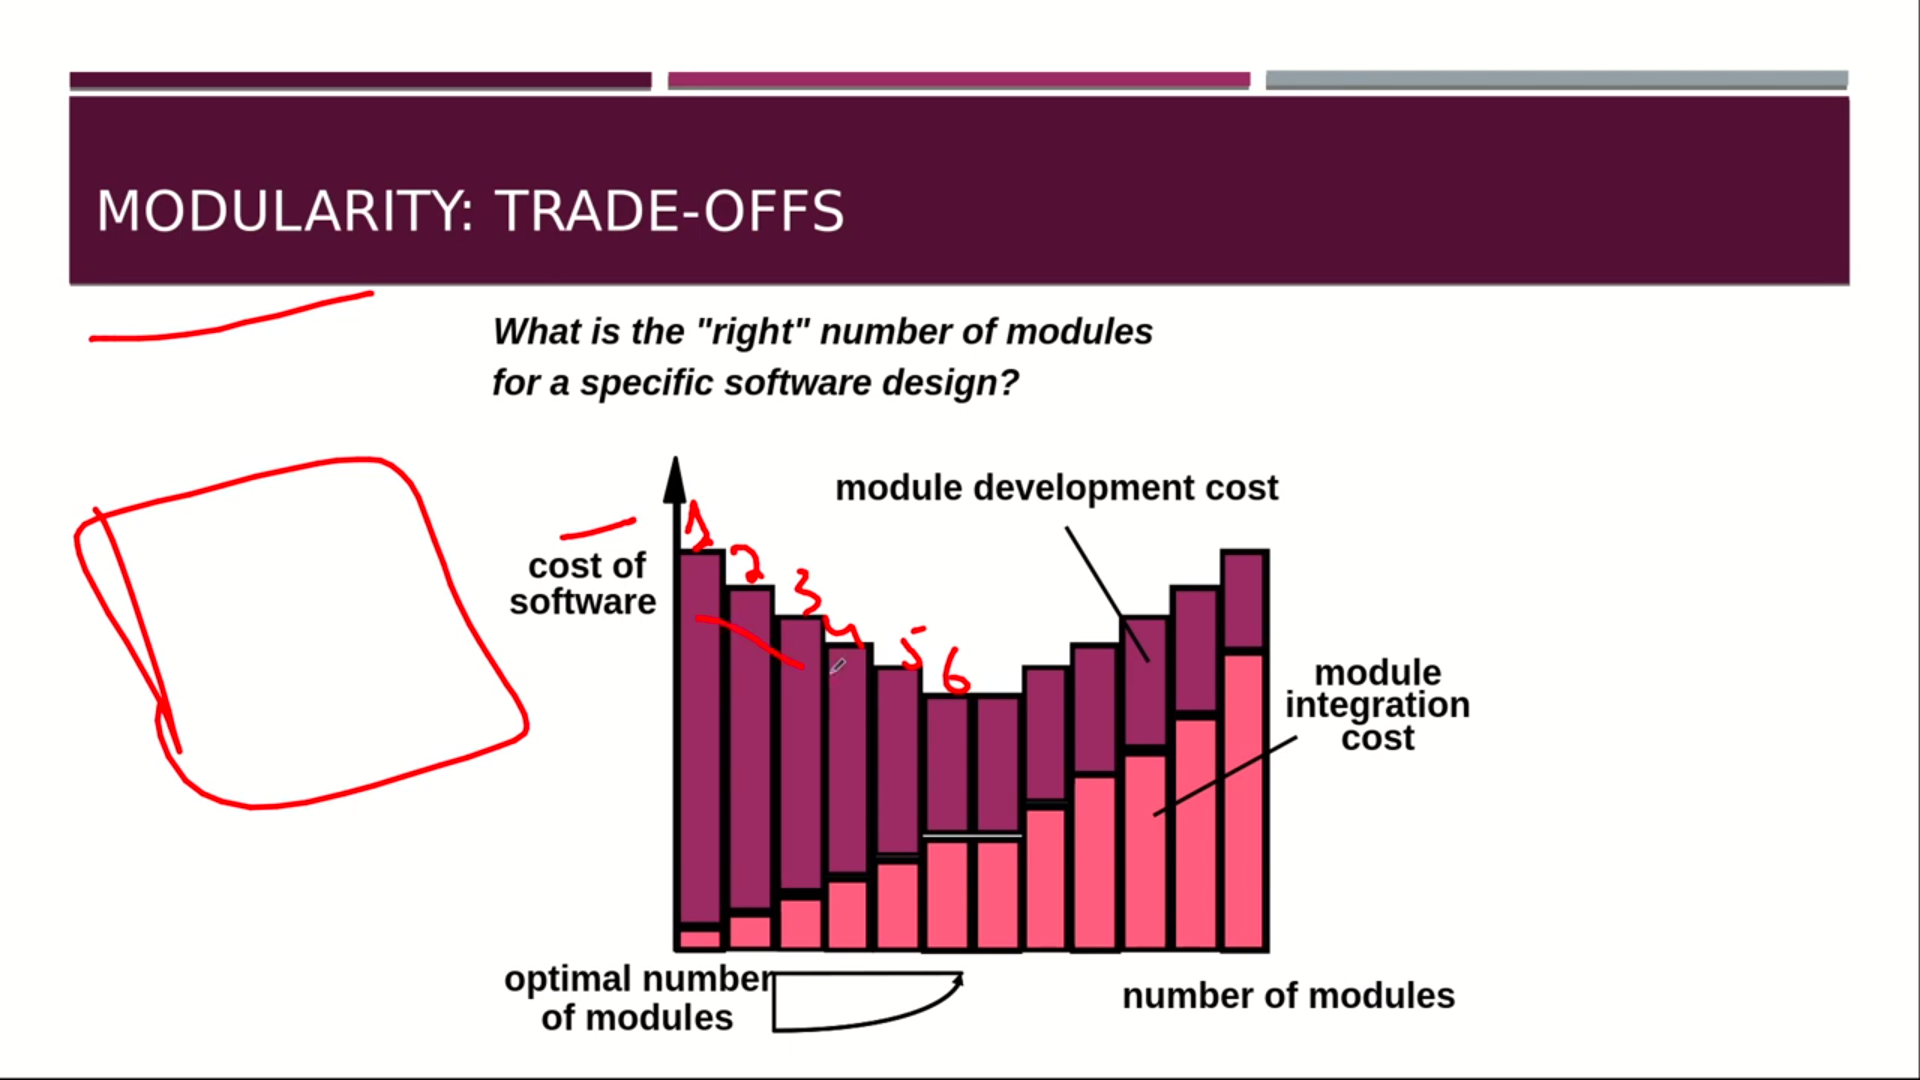 MODULARITY: TRADE-OFFS
What is the "right" number of modules
for a specific software design?
module development cost
cost of
software
1
2
3
4
5
6
module
integration
cost
optimal number
of modules
number of modules